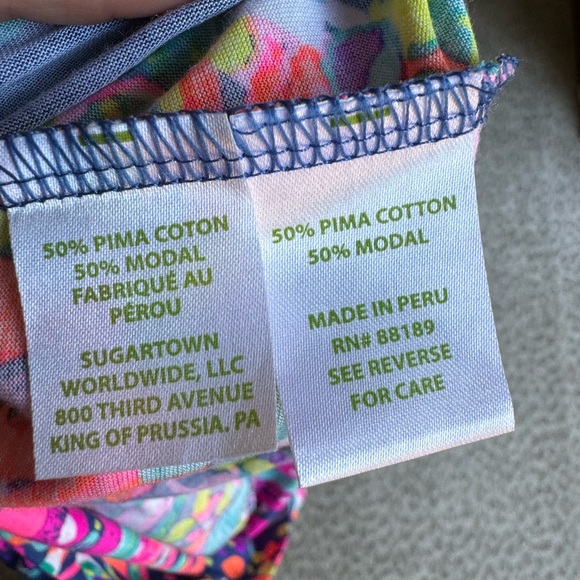 50% PIMA COTON
50% MODAL
FABRIQUÉ AU
PÉROU
SUGARTOWN
WORLDWIDE, LLC
800 THIRD AVENUE
KING OF PRUSSIA, PA
50% PIMA COTTON
50% MODAL
MADE IN PERU
RN# 88189
SEE REVERSE
FOR CARE